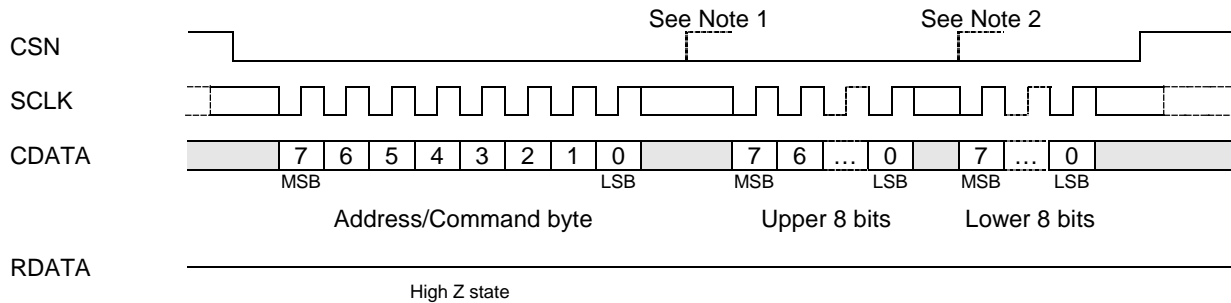 See Note 1 See Note 2
CSN
SCLK
CDATA 7 6 5 4 3 2 1 0 7 6 … 0 7 … 0
MSB LSB MSB LSB MSB LSB
Address/Command byte Upper 8 bits Lower 8 bits
RDATA
High Z state